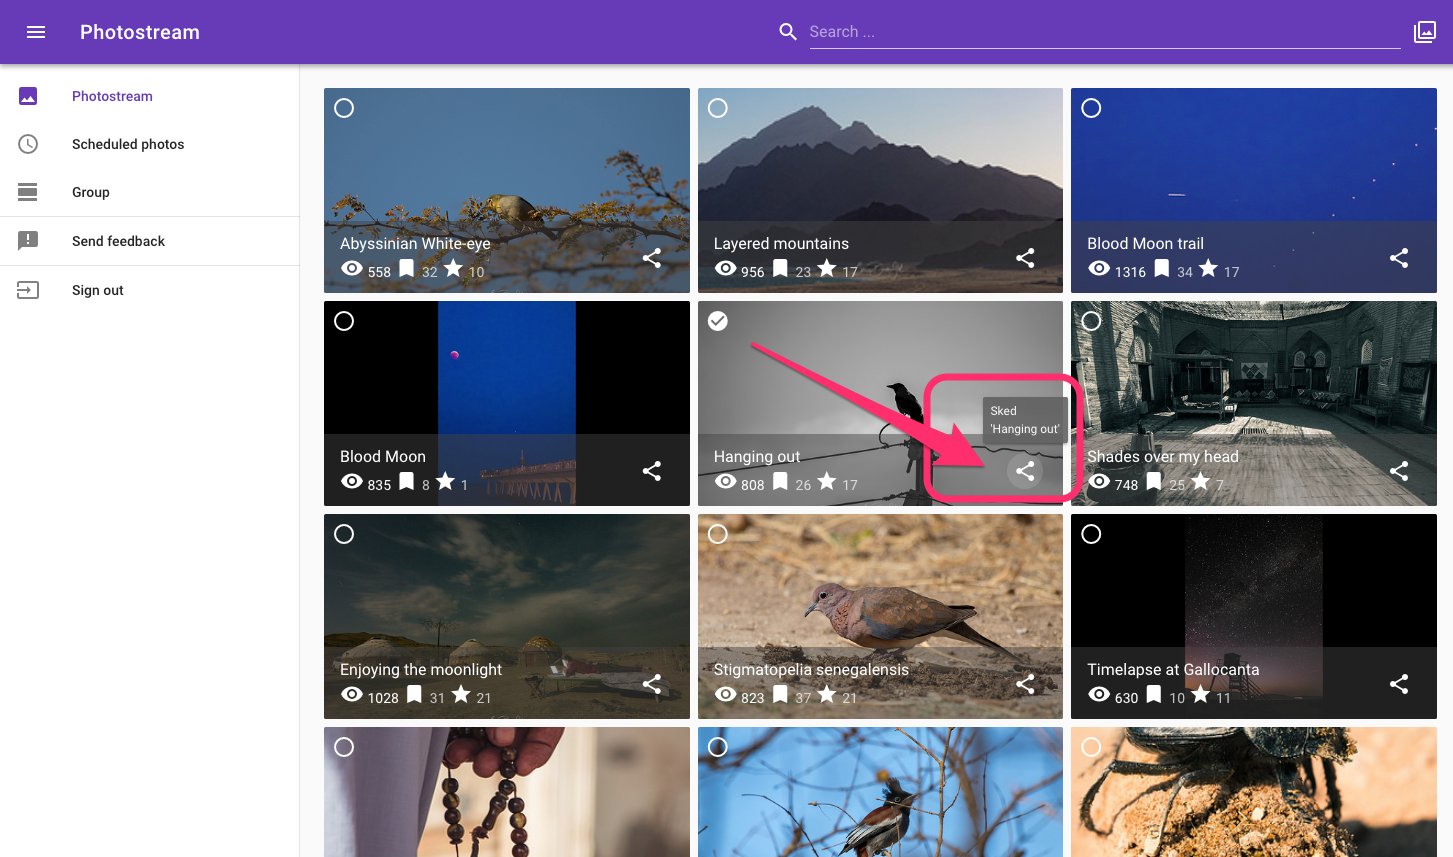 Photostream
Search ...
Photostream
Scheduled photos
Group
Send feedback
Sign out
Abyssinian White-eye
558 32 10
Layered mountains
956 23 17
Blood Moon trail
1316 34 17
Blood Moon
835 8 1
Sked
'Hanging out'
Hanging out
808 26 17
Shades over my head
748 25 7
Enjoying the moonlight
1028 31 21
Stigmatopelia senegalensis
823 37 21
Timelapse at Gallocanta
630 10 11